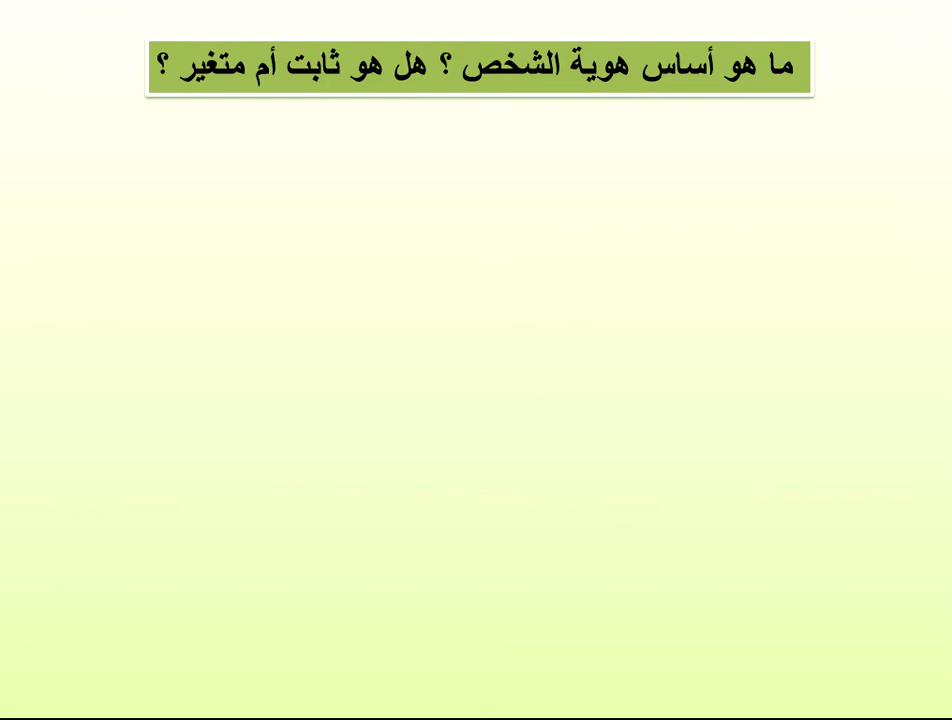 ما هو أساس هوية الشخص ؟ هل هو ثابت أم متغير ؟